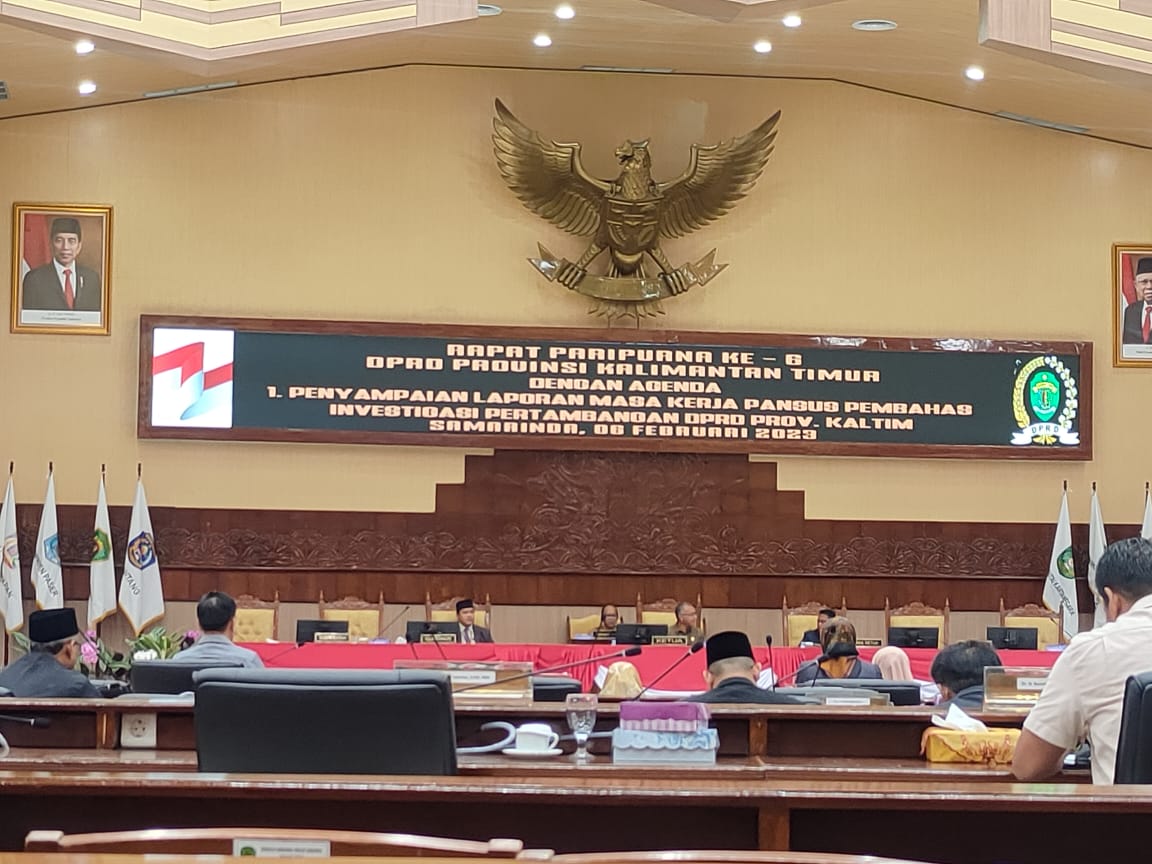 RAPAT PARIPURNA KE - 6
DPRD PROVINSI KALIMANTAN TIMUR
DENGAN AGENDA
1. PENYAMPAIAN LAPORAN MASA KERJA PANSUS PEMBAHAS
INVESTIGASI PERTAMBANGAN DPRD PROV. KALTIM
SAMARINDA, 06 FEBRUARI 2023
DPRD
PASER
KETUA